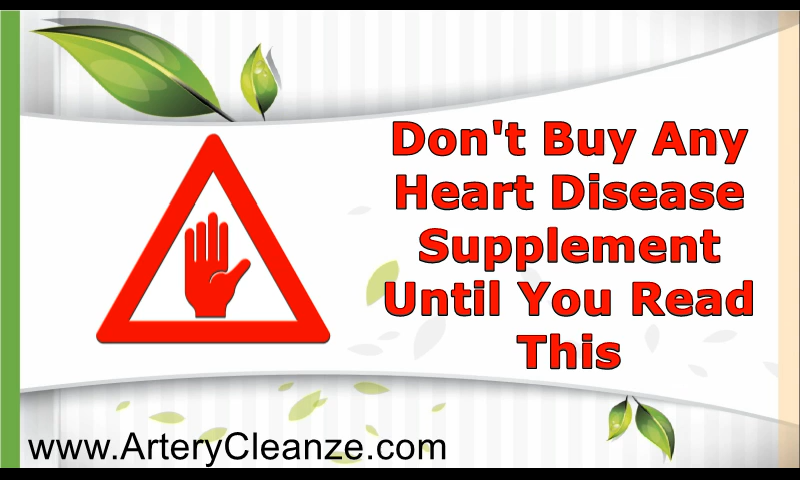 Don't Buy Any
Heart Disease
Supplement
Until You Read
This
www.ArteryCleanze.com